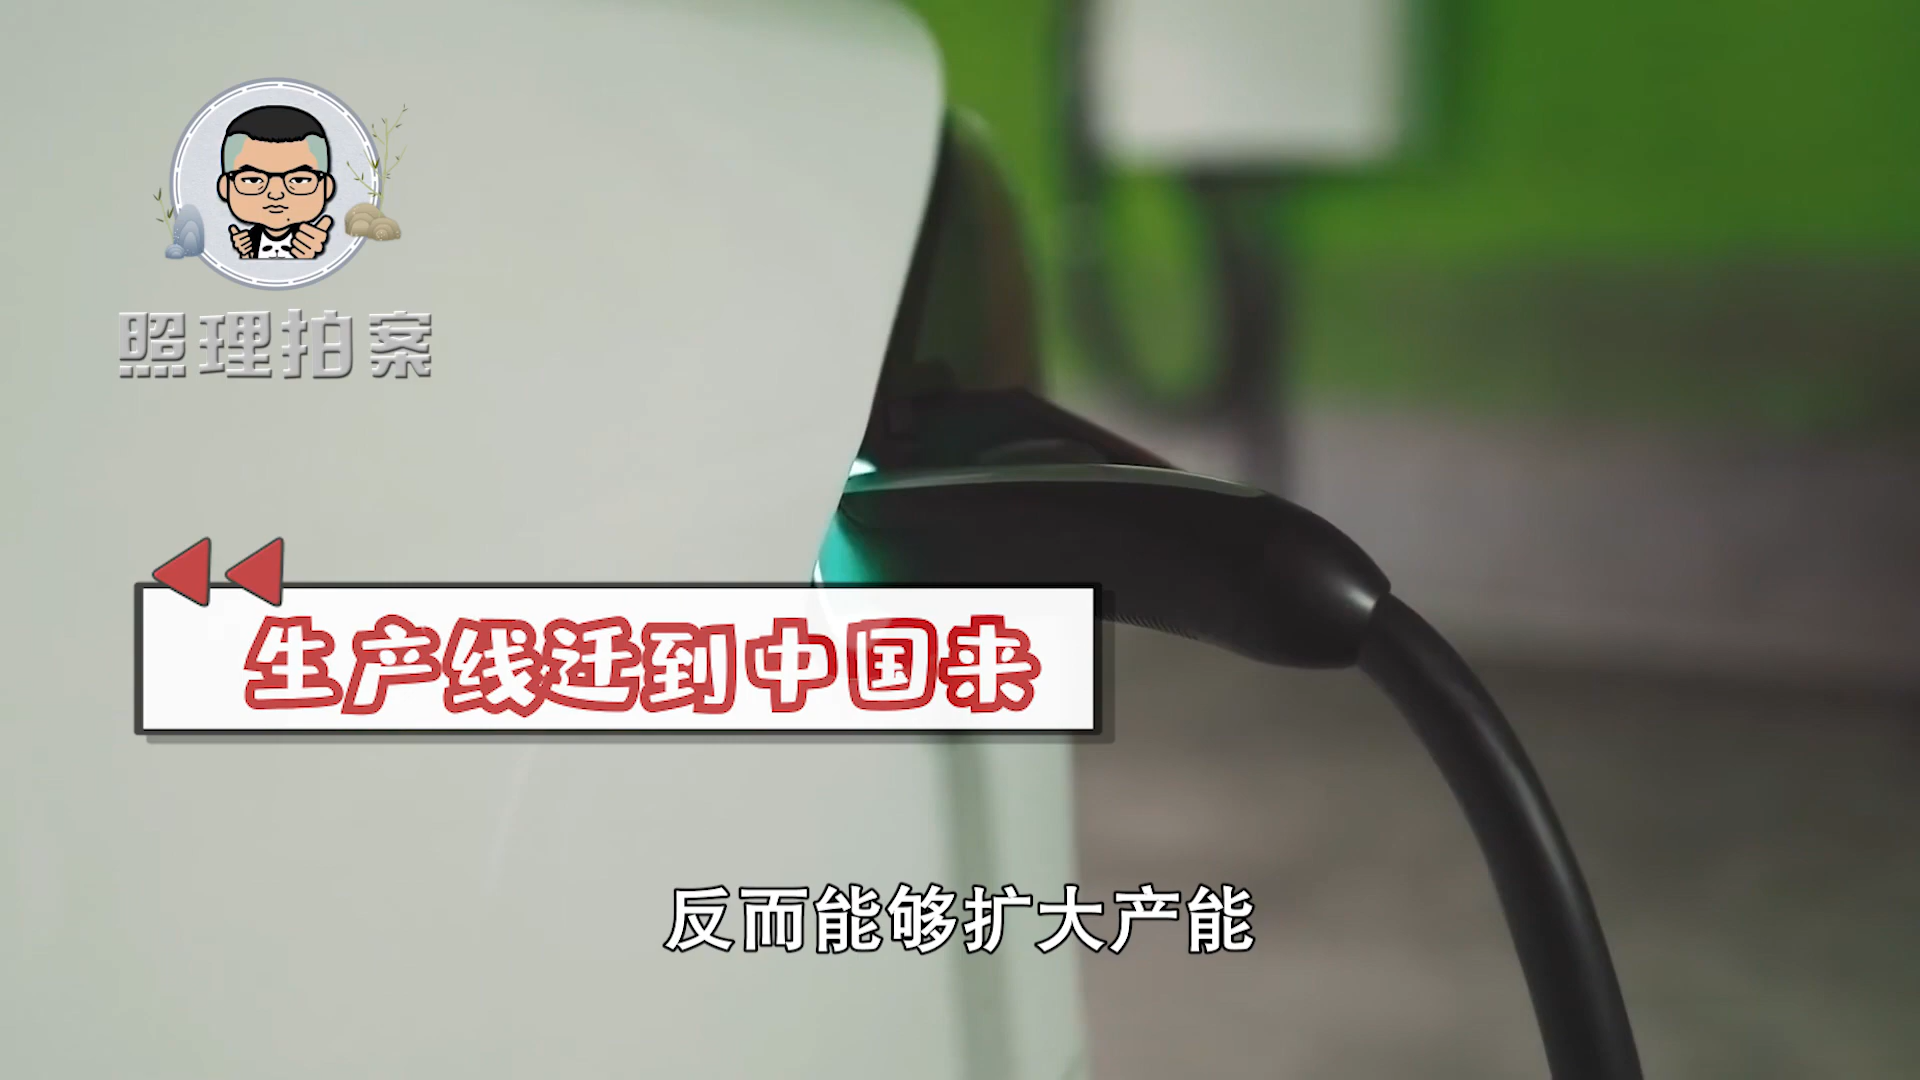 照理拍案
生产线迁到中国来
反而能够扩大产能